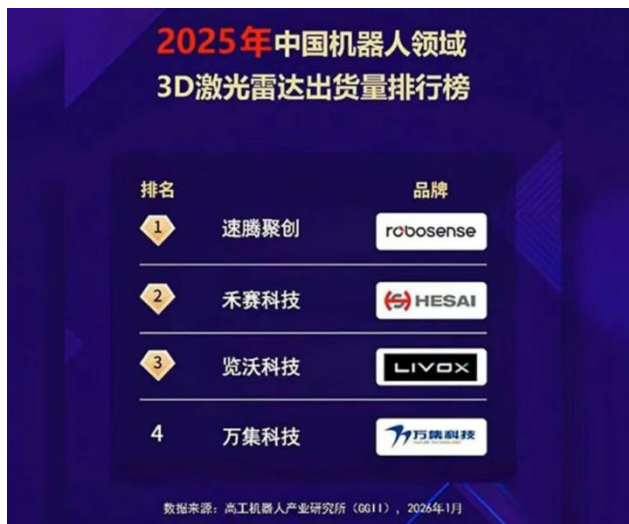 2025年中国机器人领域
3D激光雷达出货量排行榜
排名 品牌
1 速腾聚创 robosense
2 禾赛科技 HESAI
3 览沃科技 LIVOX
4 万集科技 万集科技
数据来源:高工机器人产业研究所(GGII),2026年1月